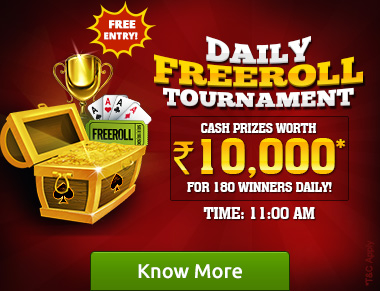 FREE
ENTRY!
DAILY
FREEROLL
TOURNAMENT
A A A A
FREEROLL
CASH PRIZES WORTH
₹10,000*
FOR 180 WINNERS DAILY!
TIME: 11:00 AM
Know More
*T&C Apply